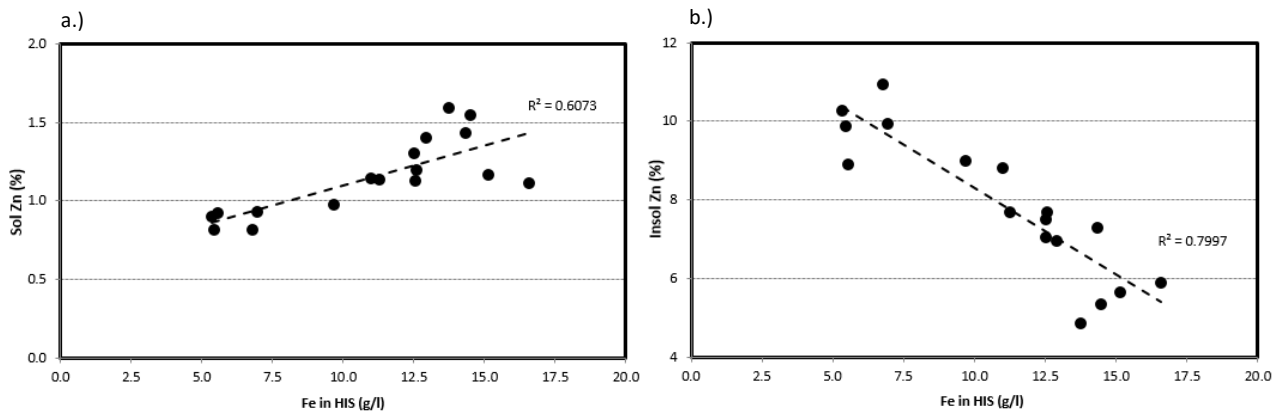 a.)
2.0
1.5
1.0
0.5
0.0
Sol Zn (%)
R² = 0.6073
0.0 2.5 5.0 7.5 10.0 12.5 15.0 17.5 20.0
Fe in HIS (g/l)
b.)
12
10
8
6
4
Insol Zn (%)
R² = 0.7997
0.0 2.5 5.0 7.5 10.0 12.5 15.0 17.5 20.0
Fe in HIS (g/l)